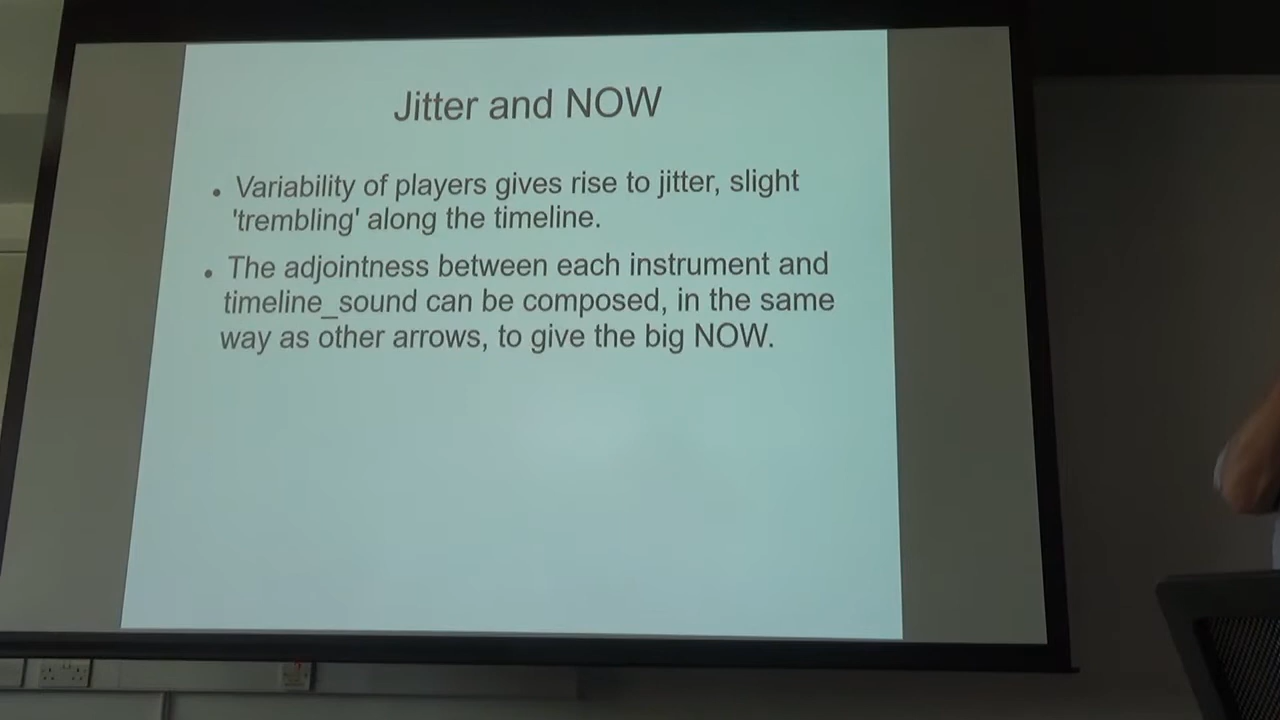 Jitter and NOW
• Variability of players gives rise to jitter, slight
'trembling' along the timeline.
• The adjointness between each instrument and
timeline_sound can be composed, in the same
way as other arrows, to give the big NOW.